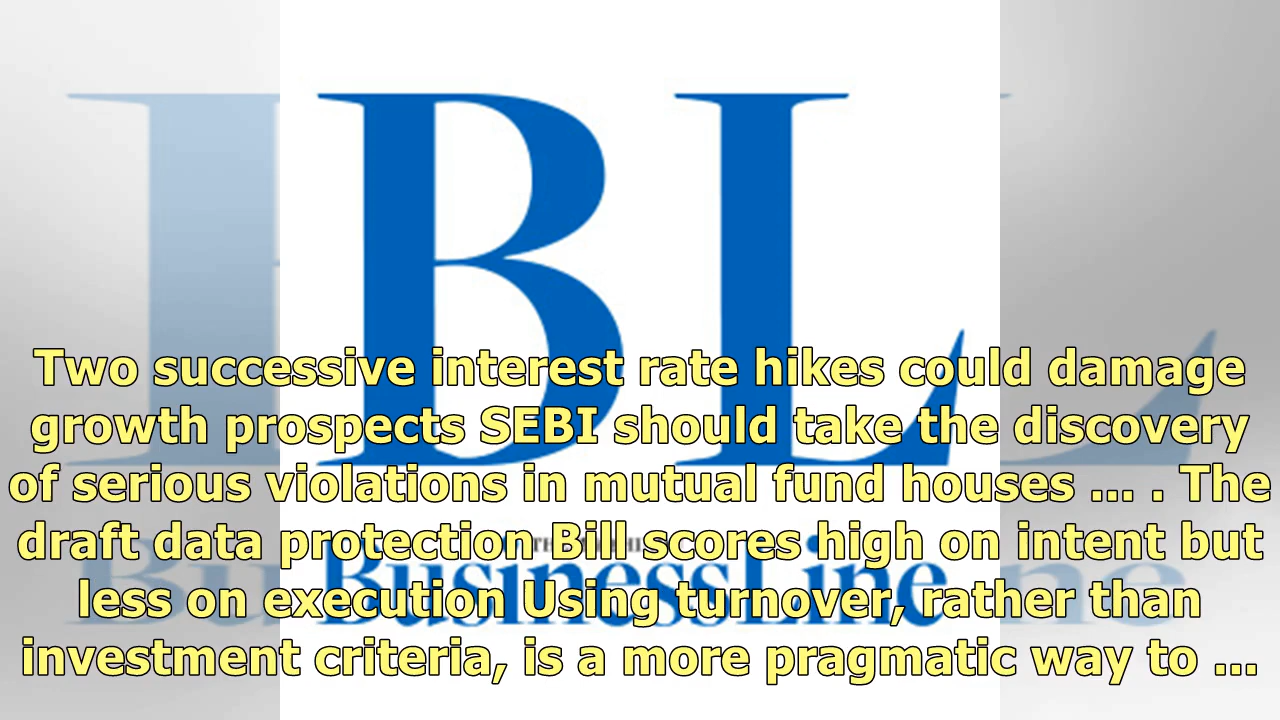 BL
Two successive interest rate hikes could damage
growth prospects SEBI should take the discovery
of serious violations in mutual fund houses ... . The
draft data protection Bill scores high on intent but
BusinessLine
less on execution Using turnover, rather than
investment criteria, is a more pragmatic way to ...